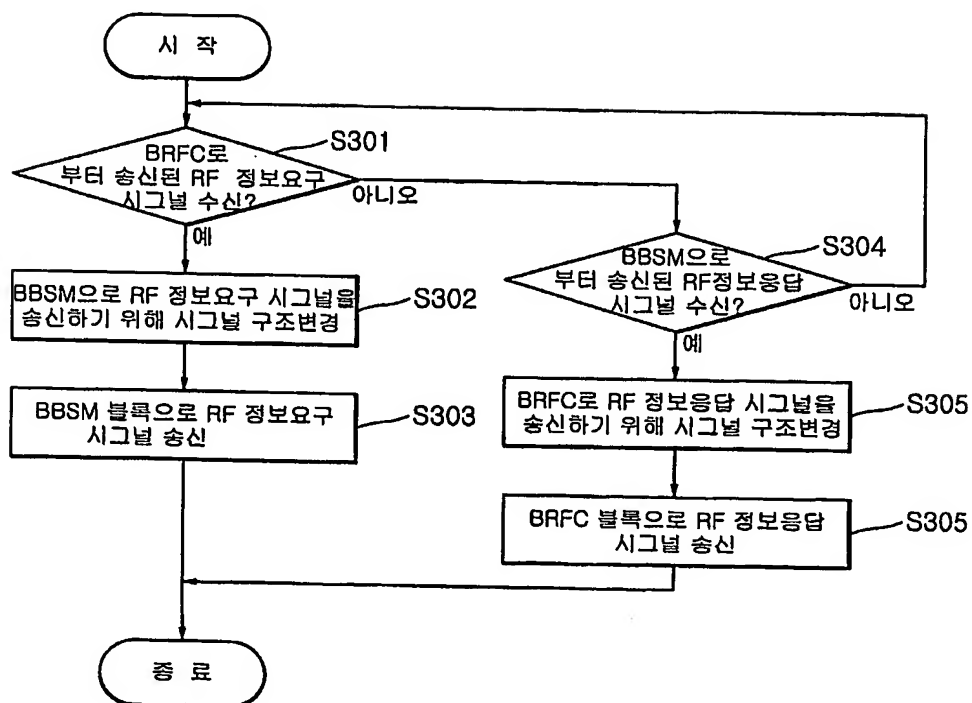 시 작
BRFC로
부터 송신된 RF 정보요구
시그널 수신?
S301
아니오
예
BBSM으로 RF 정보요구 시그널을
송신하기 위해 시그널 구조변경
S302
BBSM 블록으로 RF 정보요구
시그널 송신
S303
BBSM으로
부터 송신된 RF정보응답
시그널 수신?
S304
아니오
예
BRFC로 RF 정보응답 시그널을
송신하기 위해 시그널 구조변경
S305
BRFC 블록으로 RF 정보응답
시그널 송신
S305
종 료